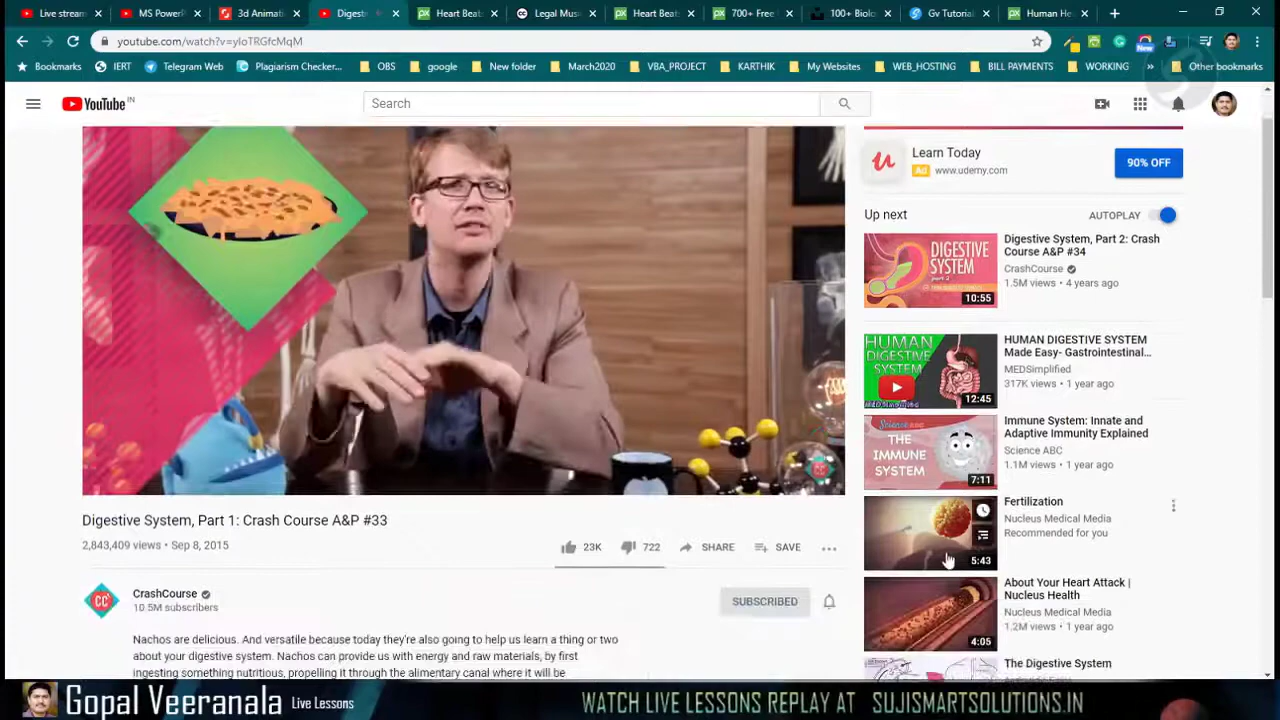 Live stream
MS PowerP
3d Animati
Digesti
Heart Beats
Legal Mus
Heart Beats
700+ Free
100+ Biolo
Gv Tutorial
Human He
youtube.com/watch?v=yIoTRGfcMqM
New
Bookmarks
IERT
Telegram Web
Plagiarism Checker...
OBS
google
New folder
March2020
VBA_PROJECT
KARTHIK
My Websites
WEB_HOSTING
BILL PAYMENTS
WORKING
»
Other bookmarks
YouTube IN
Search
Learn Today
Ad www.udemy.com
90% OFF
Up next
AUTOPLAY
DIGESTIVE SYSTEM part 2
10:55
Digestive System, Part 2: Crash
Course A&P #34
CrashCourse
1.5M views • 4 years ago
HUMAN DIGESTIVE SYSTEM
12:45
HUMAN DIGESTIVE SYSTEM
Made Easy- Gastrointestinal...
MEDSimplified
317K views • 1 year ago
THE IMMUNE SYSTEM
7:11
Immune System: Innate and
Adaptive Immunity Explained
Science ABC
1.1M views • 1 year ago
5:43
Fertilization
Nucleus Medical Media
Recommended for you
4:05
About Your Heart Attack |
Nucleus Health
Nucleus Medical Media
1.2M views • 1 year ago
The Digestive System
Digestive System, Part 1: Crash Course A&P #33
2,843,409 views • Sep 8, 2015
23K
722
SHARE
SAVE
CC
CrashCourse
10.5M subscribers
SUBSCRIBED
Nachos are delicious. And versatile because today they're also going to help us learn a thing or two
about your digestive system. Nachos can provide us with energy and raw materials, by first
ingesting something nutritious, propelling it through the alimentary canal where it will be
Gopal Veeranala Live Lessons
WATCH LIVE LESSONS REPLAY AT SUJISMARTSOLUTIONS.IN